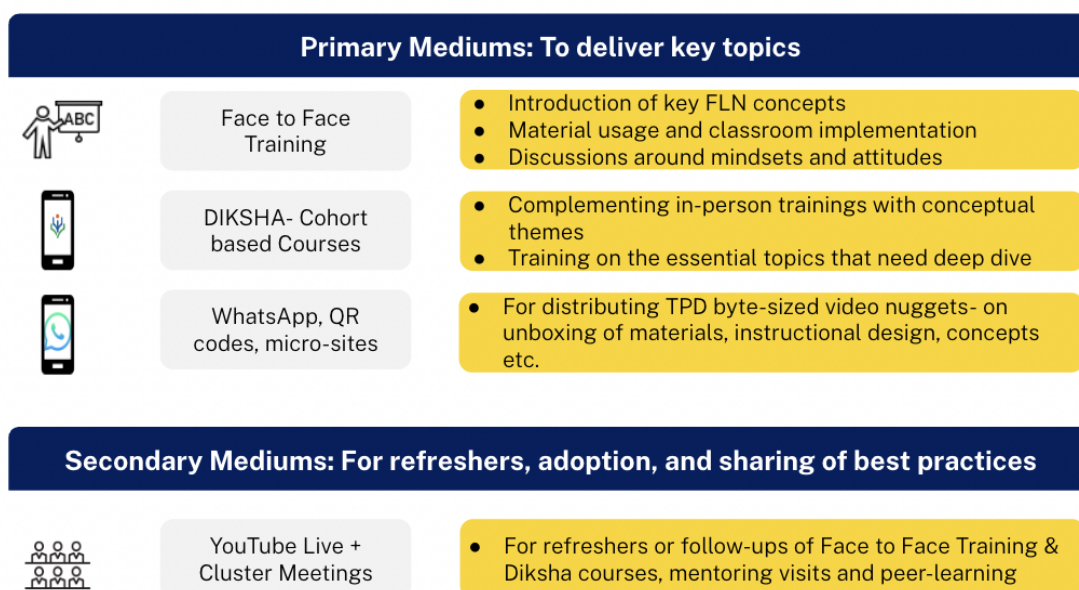 Primary Mediums: To deliver key topics
ABC
Face to Face
Training
● Introduction of key FLN concepts
● Material usage and classroom implementation
● Discussions around mindsets and attitudes
DIKSHA- Cohort
based Courses
● Complementing in-person trainings with conceptual
themes
● Training on the essential topics that need deep dive
WhatsApp, QR
codes, micro-sites
● For distributing TPD byte-sized video nuggets- on
unboxing of materials, instructional design, concepts
etc.
Secondary Mediums: For refreshers, adoption, and sharing of best practices
YouTube Live +
Cluster Meetings
● For refreshers or follow-ups of Face to Face Training &
Diksha courses, mentoring visits and peer-learning